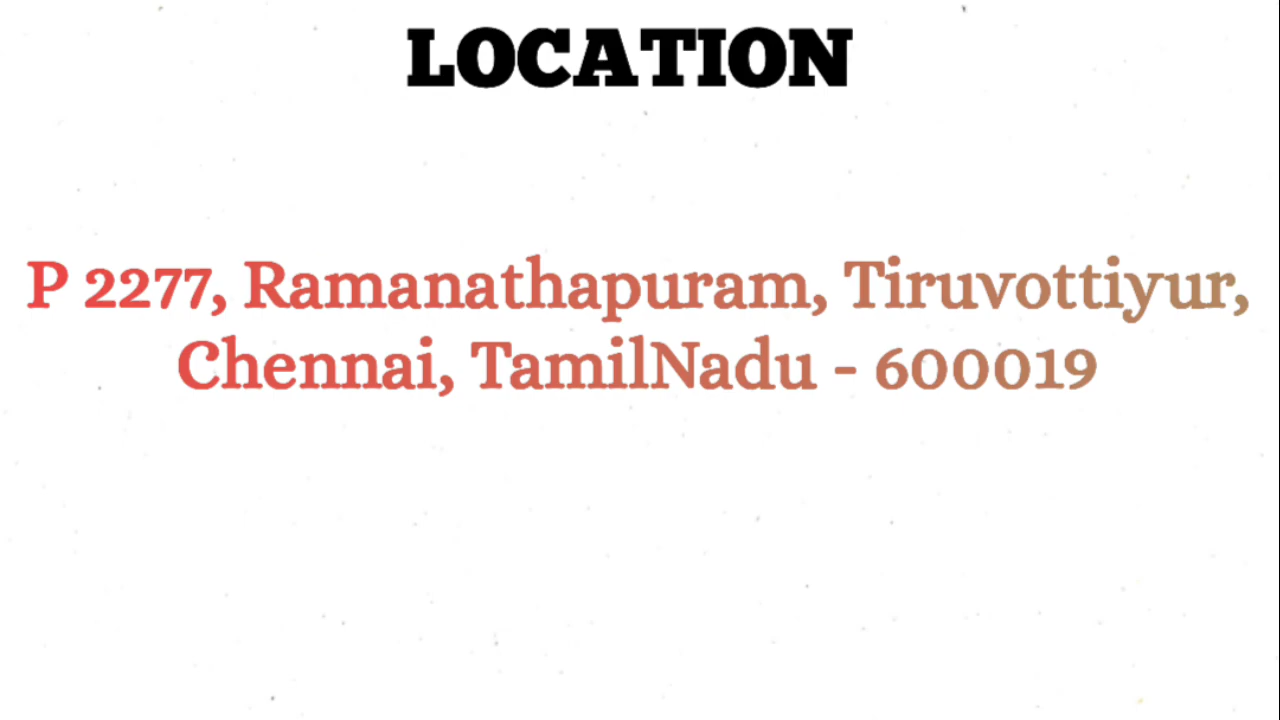 LOCATION
P 2277, Ramanathapuram, Tiruvottiyur,
Chennai, TamilNadu - 600019